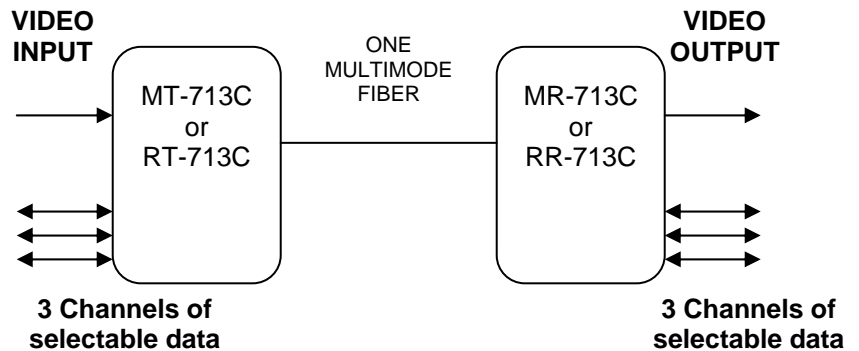 VIDEO
INPUT
MT-713C
or
RT-713C
ONE
MULTIMODE
FIBER
MR-713C
or
RR-713C
VIDEO
OUTPUT
3 Channels of
selectable data
3 Channels of
selectable data